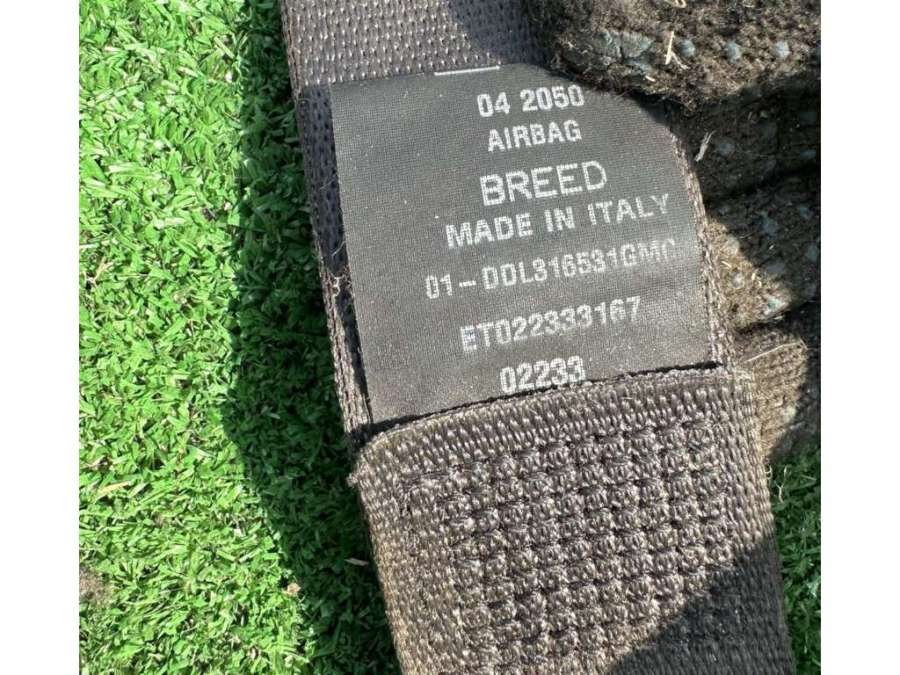 04 2050
AIRBAG
BREED
MADE IN ITALY
01-DDL316531GMC
ET022333167
02233